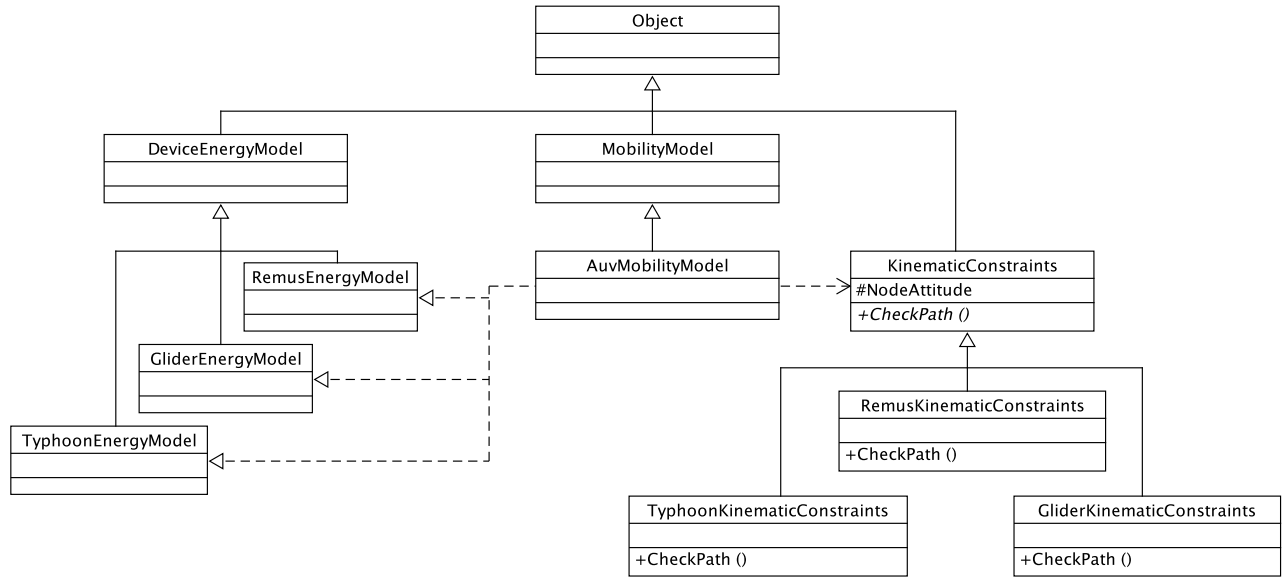 Object
DeviceEnergyModel
MobilityModel
RemusEnergyModel
AuvMobilityModel
KinematicConstraints
#NodeAttitude
+CheckPath ()
GliderEnergyModel
TyphoonEnergyModel
RemusKinematicConstraints
+CheckPath ()
TyphoonKinematicConstraints
+CheckPath ()
GliderKinematicConstraints
+CheckPath ()